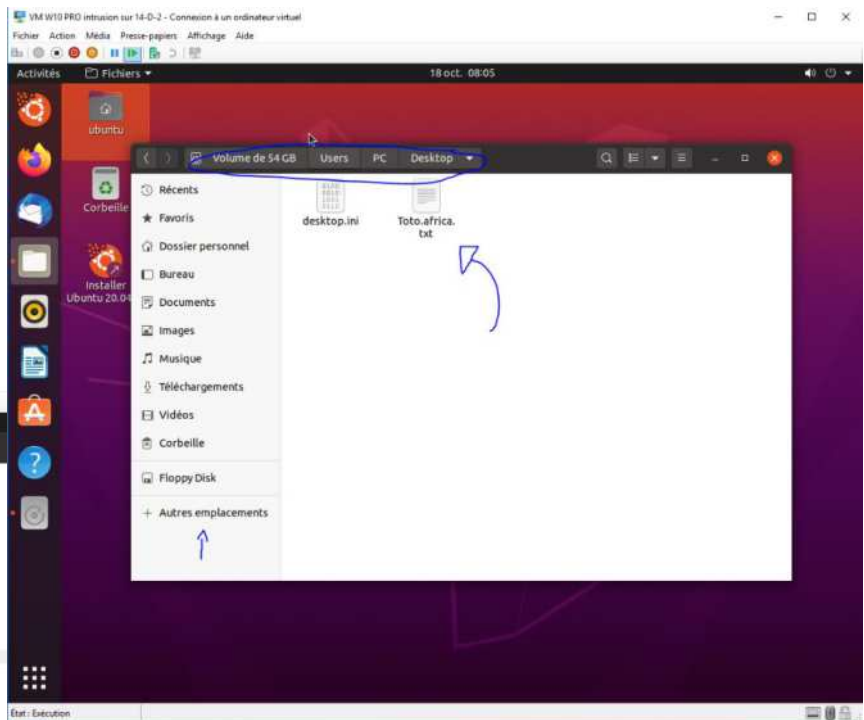 VM W10 PRO intrusion sur 14-D-2 - Connexion à un ordinateur virtuel
Fichier Action Média Presse-papiers Affichage Aide
Activités Fichiers 18 oct. 08:05
ubuntu
Volume de 54 GB Users PC Desktop
Corbeille
Installer
Ubuntu 20.04
Récents
Favoris
Dossier personnel
Bureau
Documents
Images
Musique
Téléchargements
Vidéos
Corbeille
Floppy Disk
+ Autres emplacements
desktop.ini
Toto.africa.
txt
État : Exécution